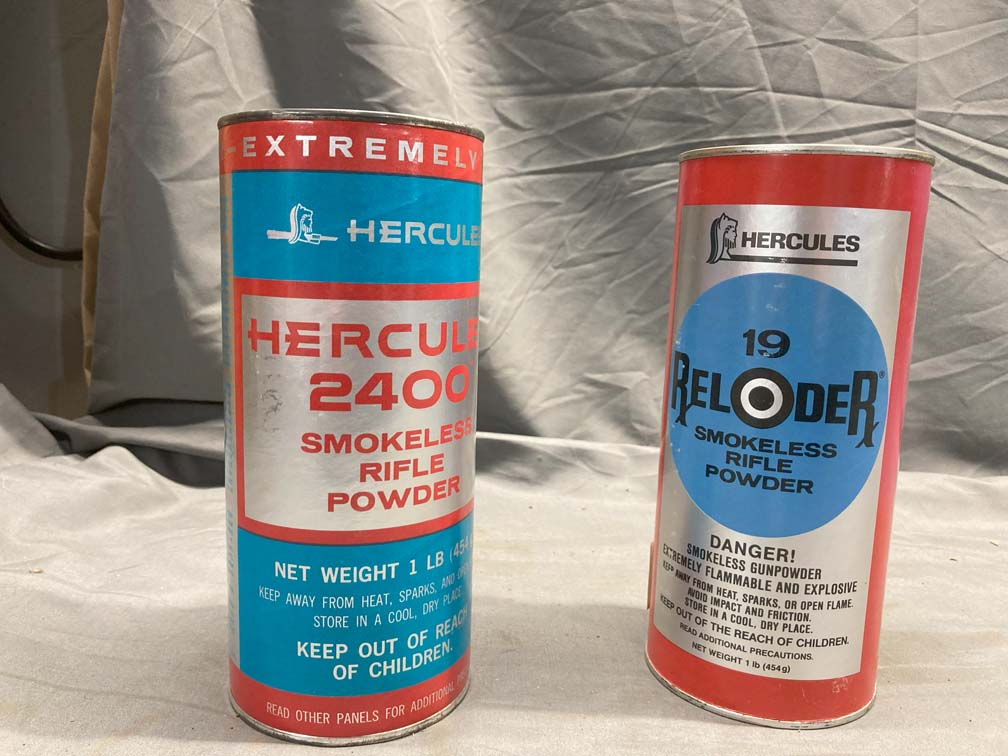 -EXTREMELY
HERCULE
HERCULE
2400
SMOKELESS
RIFLE
POWDER
NET WEIGHT 1 LB (454
KEEP AWAY FROM HEAT, SPARKS, AND
STORE IN A COOL, DRY PLACE.
KEEP OUT OF REACH
OF CHILDREN.
READ OTHER PANELS FOR ADDITIONAL
HERCULES
19
RELODER®
SMOKELESS
RIFLE
POWDER
DANGER!
SMOKELESS GUNPOWDER
EXTREMELY FLAMMABLE AND EXPLOSIVE
KEEP AWAY FROM HEAT, SPARKS, OR OPEN FLAME.
AVOID IMPACT AND FRICTION.
STORE IN A COOL, DRY PLACE.
KEEP OUT OF THE REACH OF CHILDREN.
READ ADDITIONAL PRECAUTIONS.
NET WEIGHT 1 lb (454g)